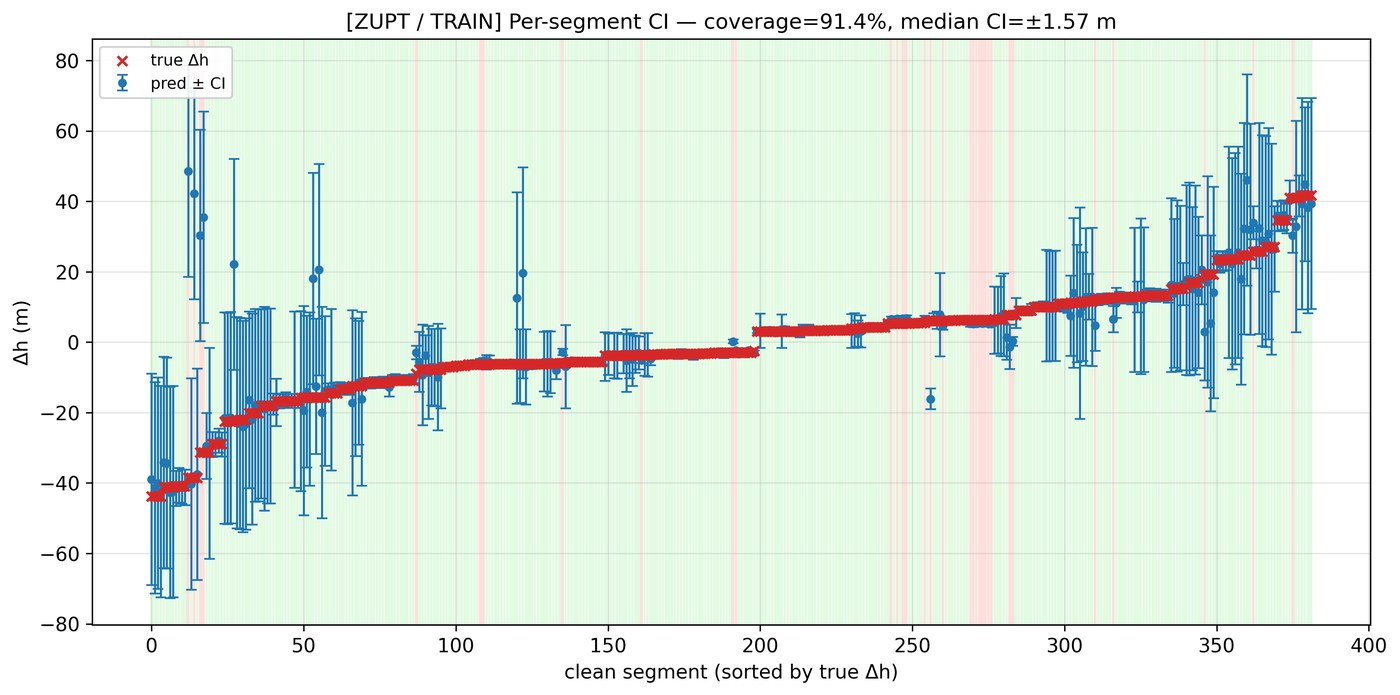 [ZUPT / TRAIN] Per-segment CI — coverage=91.4%, median CI=±1.57 m
true Δh
pred ± CI
80
60
40
20
0
−20
−40
−60
−80
Δh (m)
0 50 100 150 200 250 300 350 400
clean segment (sorted by true Δh)